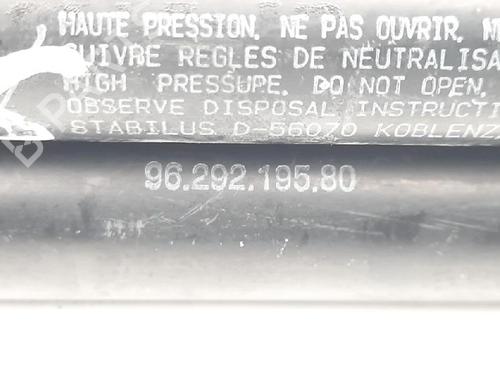 HAUTE PRESSION. NE PAS OUVRIR.
SUIVRE REGLES DE NEUTRALISA
HIGH PRESSURE. DO NOT OPEN.
OBSERVE DISPOSAL INSTRUCTI
STABILUS D-56070 KOBLENZ
96.292.195.80